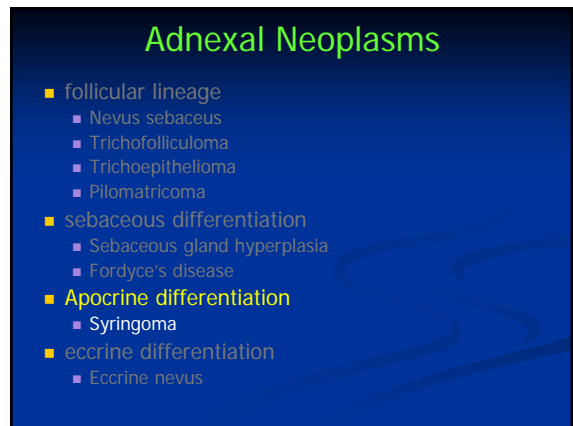 Adnexal Neoplasms
follicular lineage
Nevus sebaceus
Trichofolliculoma
Trichoepithelioma
Pilomatricoma
sebaceous differentiation
Sebaceous gland hyperplasia
Fordyce's disease
Apocrine differentiation
Syringoma
eccrine differentiation
Eccrine nevus